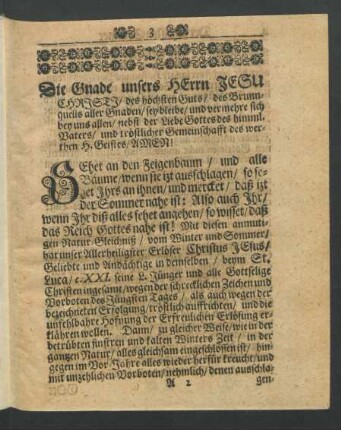 3
Die Gnade unsers HErrn JESU
CHRISTI/ des höchsten Guts/ des Brunn-
quells aller Gnaden/ sey/bleibe/ und vermehre sich
bey uns allen/ nebst der Liebe Gottes des himml.
Vaters/ und tröstlicher Gemeinschafft des wer-
then H. Geistes/ AMEN!
SEhet an den Feigenbaum/ und alle
Bäume/wenn sie itzt ausschlagen/ so se-
het Jhrs an ihnen/ und mercket/ daß itzt
der Sommer nahe ist: Also auch Jhr/
wenn Jhr diß alles sehet angehen/ so wisset/ daß
das Reich Gottes nahe ist! Mit diesen anmuti-
gen Natur-Gleichniß/ vom Winter und Sommer/
hat unser Allerheiligster Erlöser Christus JEsus/
Geliebte und Andächtige in demselben/ beym St.
Luca/ c. XXI. seine L. Jünger und alle Gottselige
Christen ingesamt/ wegen der schrecklichen Zeichen und
Vorboten des Jüngsten Tages/ als auch wegen der
bezeichneten Erfolgung/ tröstlich auffrichten/ und die
unfehlbahre Hofnung der Erfreulichen Erlösung er-
klähren wollen. Dann/ zu gleicher Weise/ wie in der
betrübten finstren und kalten Winters Zeit/ in der
gantzen Natur/ alles gleichsam eingeschlossen ist/ hin-
gegen im Vor-Jahre alles wieder herfür kreucht/ und
mit unzehlichen Vorboten/ nehmlich/ denen ausschla-
A 2
gen-